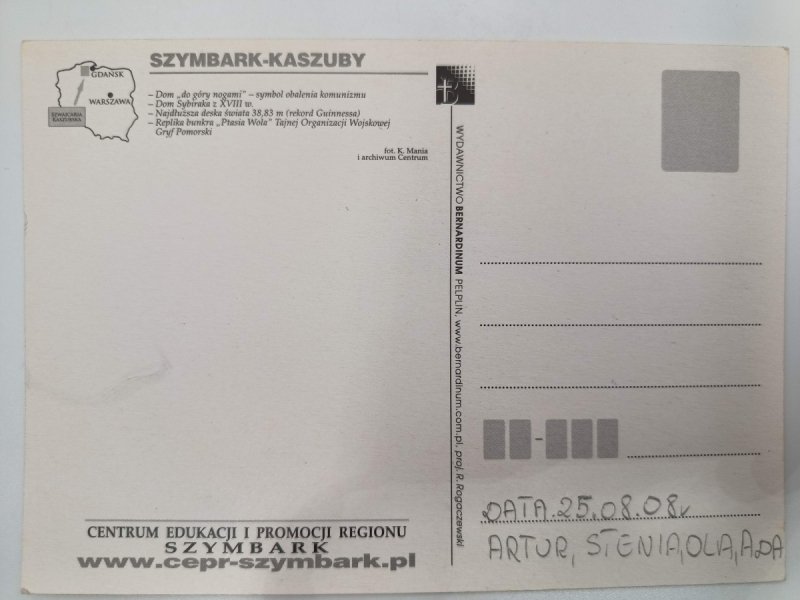 SZYMBARK-KASZUBY
GDAŃSK
WARSZAWA
SZWAJCARIA
KASZUBSKA
– Dom „do góry nogami” – symbol obalenia komunizmu
– Dom Sybiraka z XVIII w.
– Najdłuższa deska świata 38,83 m (rekord Guinnessa)
– Replika bunkra „Ptasia Wola” Tajnej Organizacji Wojskowej
Gryf Pomorski
fot. K. Mania
i archiwum Centrum
WYDAWNICTWO BERNARDINUM PELPLIN, www.bernardinum.com.pl, proj. R. Rogaczewski
DATA.25.08.08r
ARTUR, STENIA, OLA, ADA
CENTRUM EDUKACJI I PROMOCJI REGIONU
SZYMBARK
www.cepr-szymbark.pl